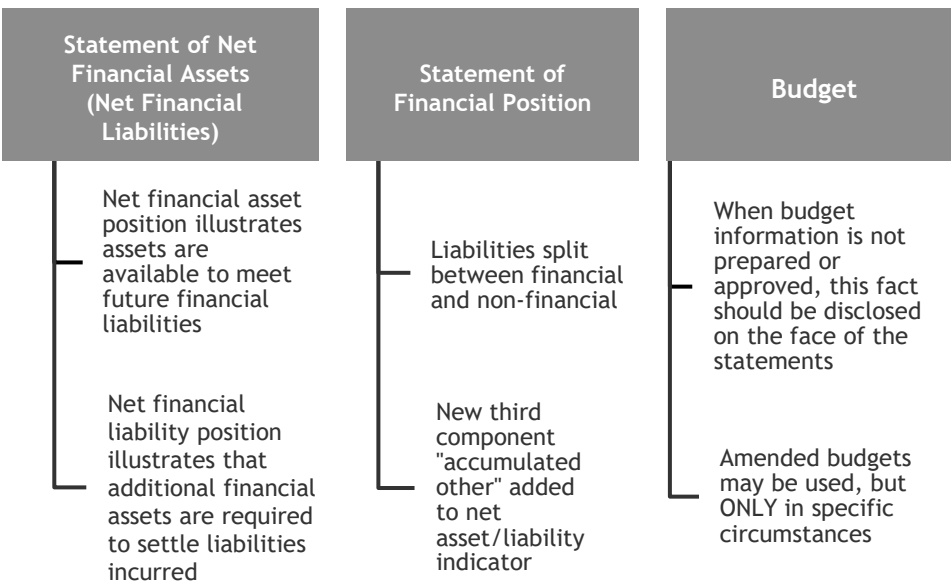 Statement of Net
Financial Assets
(Net Financial
Liabilities)
Net financial asset
position illustrates
assets are
available to meet
future financial
liabilities
Net financial
liability position
illustrates that
additional financial
assets are required
to settle liabilities
incurred
Statement of
Financial Position
Liabilities split
between financial
and non-financial
New third
component
"accumulated
other" added
to net
asset/liability
indicator
Budget
When budget
information is not
prepared or
approved, this fact
should be disclosed
on the face of the
statements
Amended budgets
may be used, but
ONLY in specific
circumstances